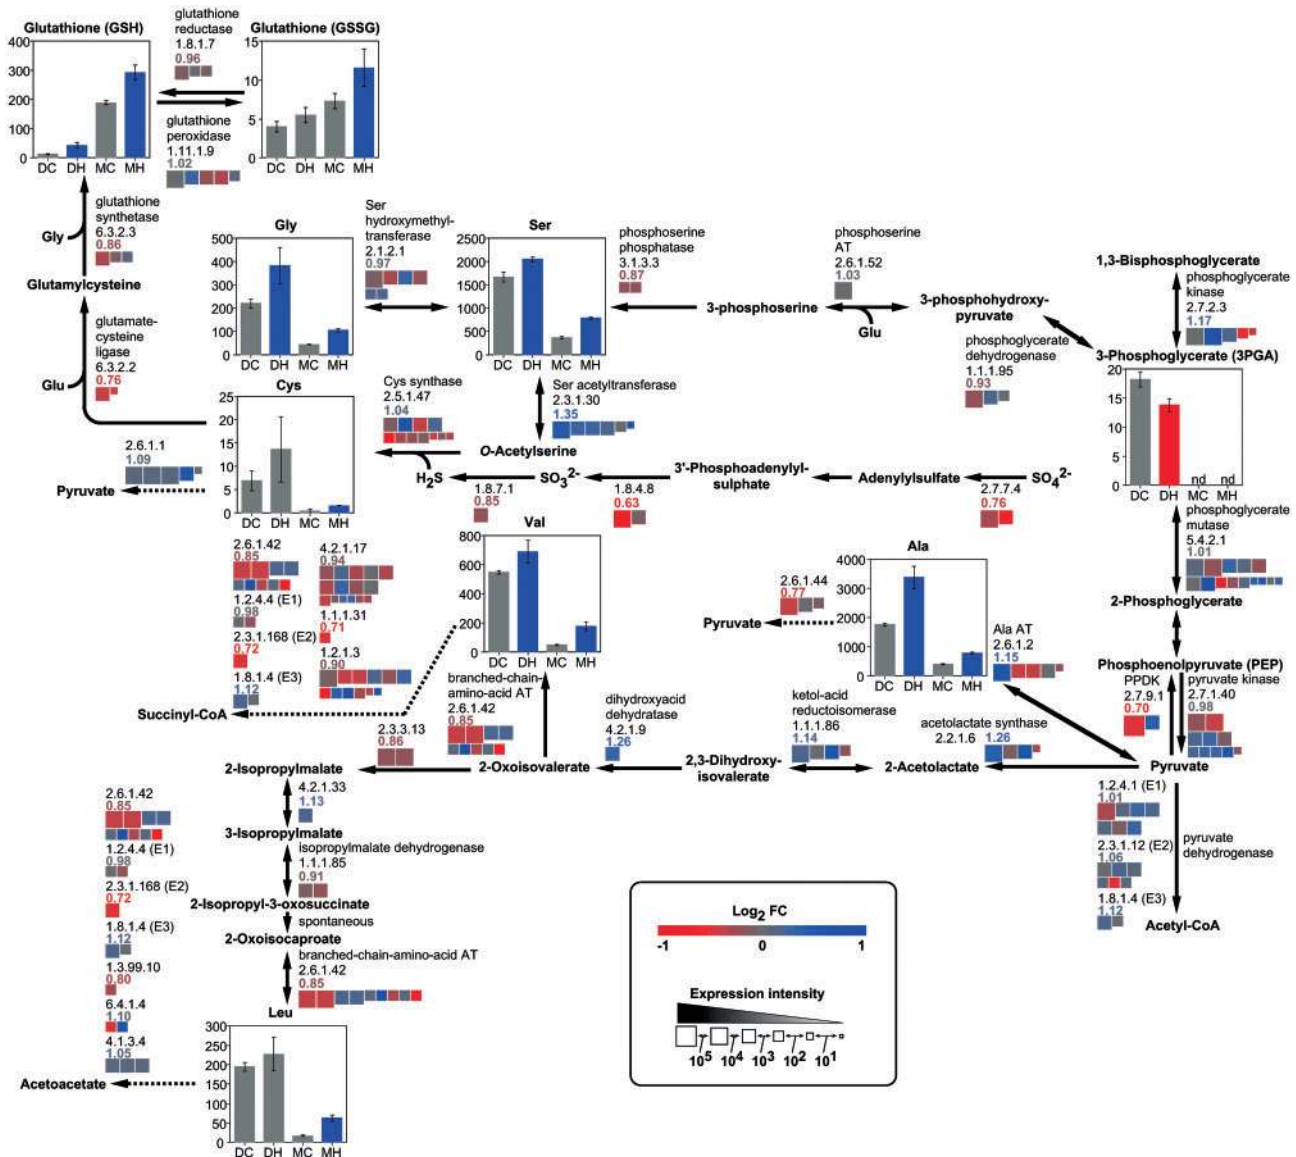 glutathione
reductase
1.8.1.7
0.96
Glutathione (GSH)
400
300
200
100
0
DC DH MC MH
Glutathione (GSSG)
15
10
5
0
DC DH MC MH
glutathione
peroxidase
1.11.1.9
1.02
glutathione
synthetase
6.3.2.3
0.86
Gly
Glutamylcysteine
glutamate-
cysteine
ligase
6.3.2.2
0.76
Glu
Gly
500
400
300
200
100
0
DC DH MC MH
Ser
hydroxymethyl-
transferase
2.1.2.1
0.97
Ser
2500
2000
1500
1000
500
0
DC DH MC MH
phosphoserine
phosphatase
3.1.3.3
0.87
3-phosphoserine
phosphoserine
AT
2.6.1.52
1.03
Glu
3-phosphohydroxy-
pyruvate
phosphoglycerate
dehydrogenase
1.1.1.95
0.93
1,3-Bisphosphoglycerate
phosphoglycerate
kinase
2.7.2.3
1.17
3-Phosphoglycerate (3PGA)
20
15
10
5
0
nd nd
DC DH MC MH
Cys
25
20
15
10
5
0
DC DH MC MH
2.6.1.1
1.09
Pyruvate
Cys synthase
2.5.1.47
1.04
Ser acetyltransferase
2.3.1.30
1.35
O-Acetylserine
H2S
1.8.7.1
0.85
SO3 2-
1.8.4.8
0.63
3'-Phosphoadenylyl-
sulphate
Adenylylsulfate
2.7.7.4
0.76
SO4 2-
phosphoglycerate
mutase
5.4.2.1
1.01
2-Phosphoglycerate
Phosphoenolpyruvate (PEP)
PPDK
2.7.9.1
0.70
pyruvate kinase
2.7.1.40
0.98
Val
800
600
400
200
0
DC DH MC MH
2.6.1.42
0.85
1.2.4.4 (E1)
0.98
2.3.1.168 (E2)
0.72
1.8.1.4 (E3)
1.12
4.2.1.17
0.94
1.1.1.31
0.71
1.2.1.3
0.90
Succinyl-CoA
Ala
4000
3000
2000
1000
0
DC DH MC MH
2.6.1.44
0.77
Pyruvate
Ala AT
2.6.1.2
1.15
branched-chain-
amino-acid AT
2.6.1.42
0.85
2.3.3.13
0.86
2-Isopropylmalate
2-Oxoisovalerate
dihydroxyacid
dehydratase
4.2.1.9
1.26
2,3-Dihydroxy-
isovalerate
ketol-acid
reductoisomerase
1.1.1.86
1.14
2-Acetolactate
acetolactate synthase
2.2.1.6 1.26
Pyruvate
1.2.4.1 (E1)
1.01
2.3.1.12 (E2)
1.06
1.8.1.4 (E3)
1.12
pyruvate
dehydrogenase
Acetyl-CoA
4.2.1.33
1.13
3-Isopropylmalate
isopropylmalate dehydrogenase
1.1.1.85
0.91
2-Isopropyl-3-oxosuccinate
spontaneous
2-Oxoisocaproate
branched-chain-amino-acid AT
2.6.1.42
0.85
2.6.1.42
0.85
1.2.4.4 (E1)
0.98
2.3.1.168 (E2)
0.72
1.8.1.4 (E3)
1.12
1.3.99.10
0.80
6.4.1.4
1.10
4.1.3.4
1.05
Acetoacetate
Leu
300
250
200
150
100
50
0
DC DH MC MH
Log2 FC
-1 0 1
Expression intensity
10^5 10^4 10^3 10^2 10^1